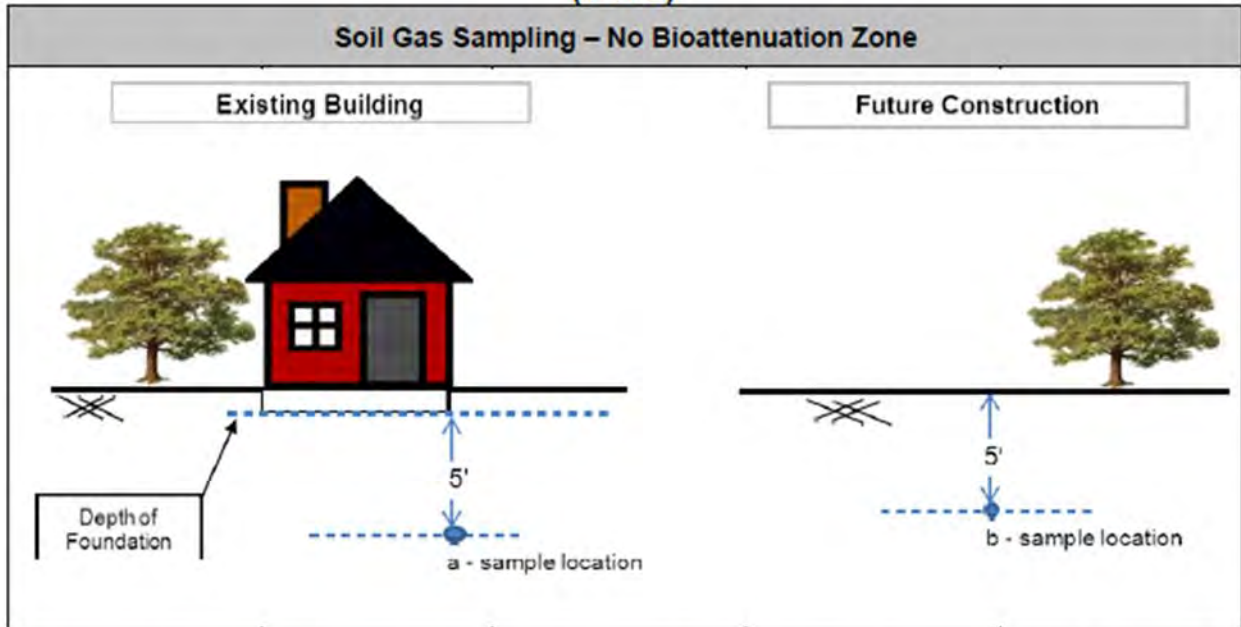 Soil Gas Sampling – No Bioattenuation Zone
Existing Building
Future Construction
5'
5'
Depth of
Foundation
a - sample location
b - sample location